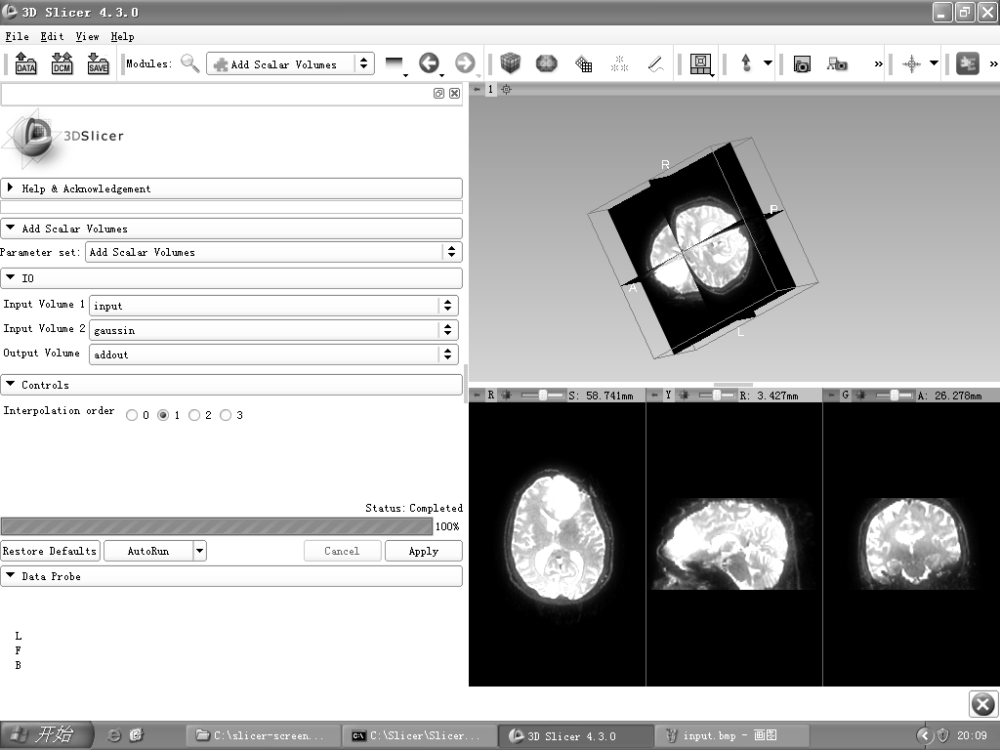 3D Slicer 4.3.0
File Edit View Help
DATA DCM SAVE Modules: Add Scalar Volumes »  »
1
3DSlicer
Help & Acknowledgement
Add Scalar Volumes
Parameter set: Add Scalar Volumes
IO
Input Volume 1 input
Input Volume 2 gaussin
Output Volume addout
Controls
Interpolation order 0 1 2 3
Status: Completed
100%
Restore Defaults AutoRun Cancel Apply
Data Probe
L
F
B
R
P
A
L
R S: 58.741mm Y R: 3.427mm G A: 26.278mm
开始 C:\slicer-screen... C:\Slicer\Slicer... 3D Slicer 4.3.0 input.bmp - 画图 20:09